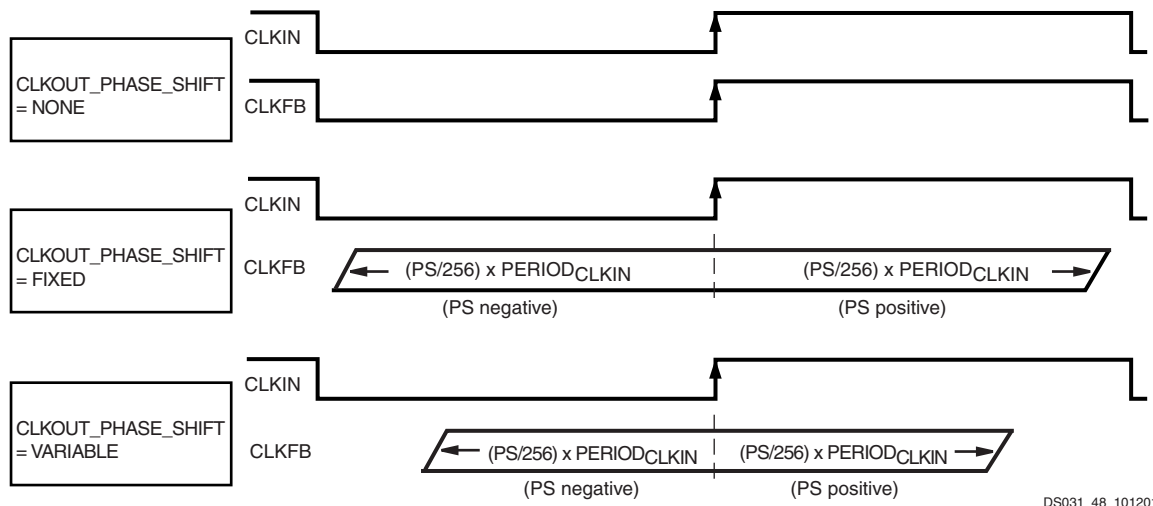 CLKIN
CLKOUT_PHASE_SHIFT
= NONE
CLKFB
CLKIN
CLKOUT_PHASE_SHIFT
= FIXED
CLKFB
(PS/256) x PERIODCLKIN
(PS/256) x PERIODCLKIN
(PS negative)
(PS positive)
CLKIN
CLKOUT_PHASE_SHIFT
= VARIABLE
CLKFB
(PS/256) x PERIODCLKIN
(PS/256) x PERIODCLKIN
(PS negative)
(PS positive)
DS031_48_101201